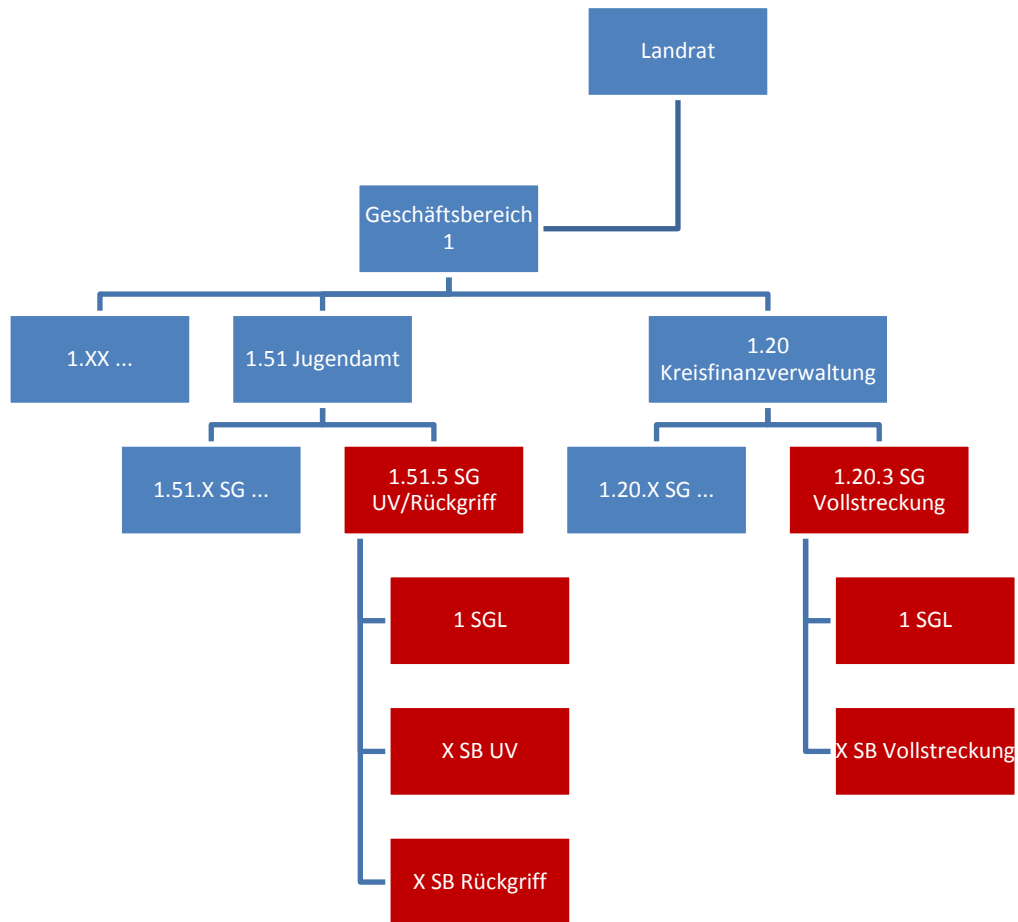 Landrat
Geschäftsbereich
1
1.XX ...
1.51 Jugendamt
1.20
Kreisfinanzverwaltung
1.51.X SG ...
1.51.5 SG
UV/Rückgriff
1.20.X SG ...
1.20.3 SG
Vollstreckung
1 SGL
1 SGL
X SB UV
X SB Vollstreckung
X SB Rückgriff